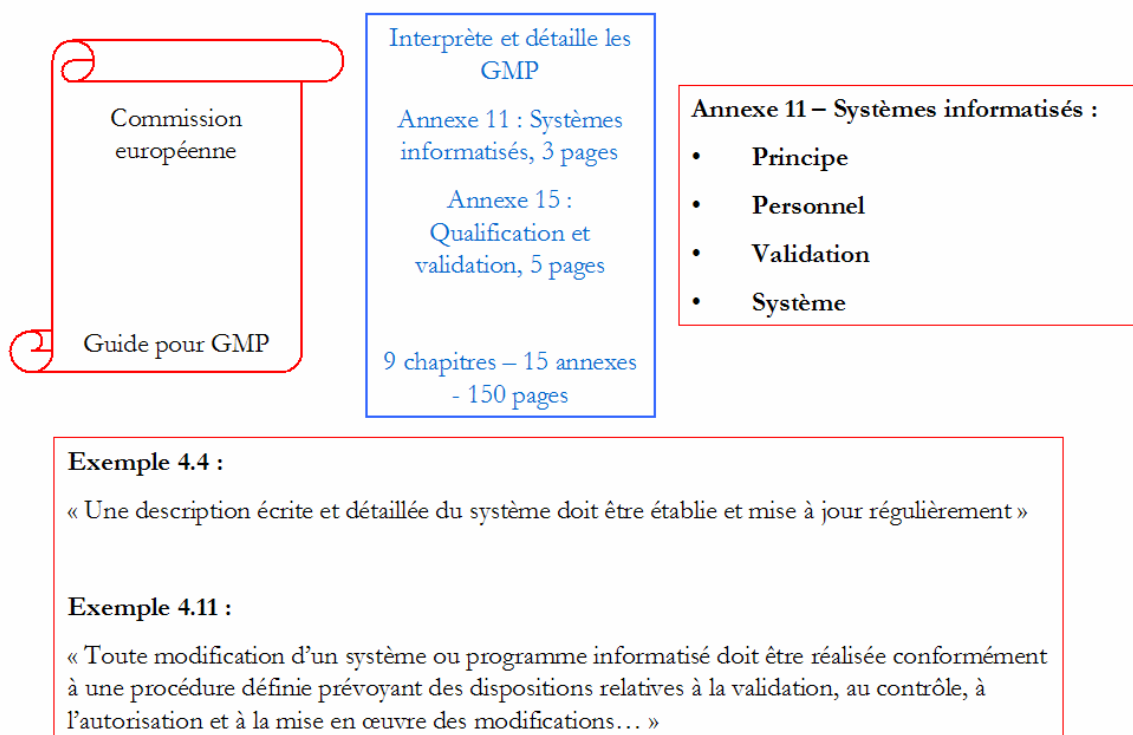 Commission
européenne
Guide pour GMP
Interprète et détaille les
GMP
Annexe 11 : Systèmes
informatisés, 3 pages
Annexe 15 :
Qualification et
validation, 5 pages
9 chapitres – 15 annexes
- 150 pages
Annexe 11 – Systèmes informatisés :
• Principe
• Personnel
• Validation
• Système
Exemple 4.4 :
« Une description écrite et détaillée du système doit être établie et mise à jour régulièrement »
Exemple 4.11 :
« Toute modification d’un système ou programme informatisé doit être réalisée conformément
à une procédure définie prévoyant des dispositions relatives à la validation, au contrôle, à
l’autorisation et à la mise en œuvre des modifications… »